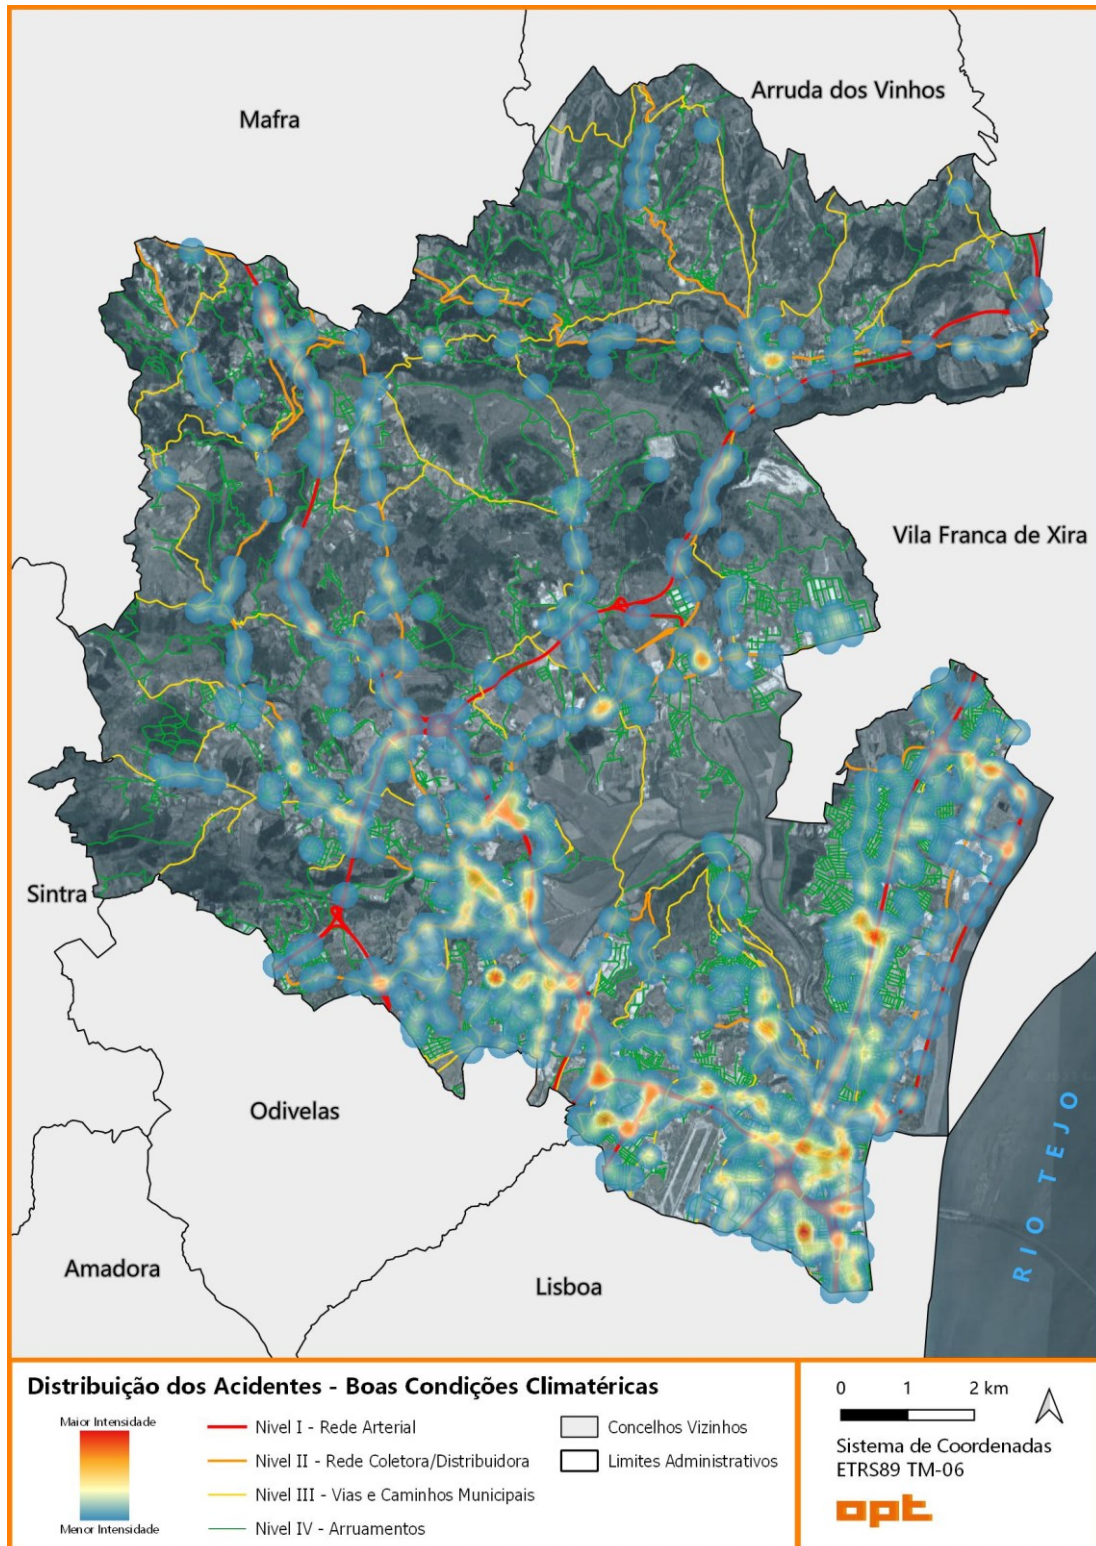 Arruda dos Vinhos
Mafra
Vila Franca de Xira
Sintra
Odivelas
RIO TEJO
Amadora
Lisboa
Distribuição dos Acidentes - Boas Condições Climatéricas
Maior Intensidade
Menor Intensidade
Nivel I - Rede Arterial
Nivel II - Rede Coletora/Distribuidora
Nivel III - Vias e Caminhos Municipais
Nivel IV - Arruamentos
Concelhos Vizinhos
Limites Administrativos
0 1 2 km
Sistema de Coordenadas
ETRS89 TM-06
opt